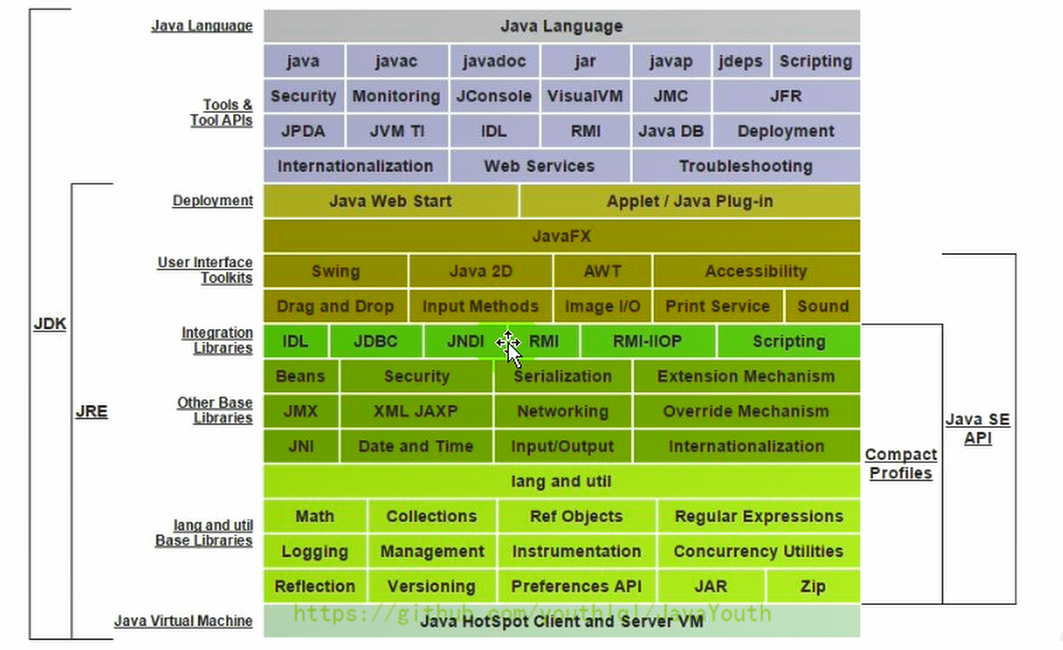 Java Language Java Language
java javac javadoc jar javap jdeps Scripting
Tools & Tool APIs Security Monitoring JConsole VisualVM JMC JFR
JPDA JVM TI IDL RMI Java DB Deployment
Internationalization Web Services Troubleshooting
Deployment Java Web Start Applet / Java Plug-in
JavaFX
User Interface Toolkits Swing Java 2D AWT Accessibility
Drag and Drop Input Methods Image I/O Print Service Sound
JDK
Integration Libraries IDL JDBC JNDI RMI RMI-IIOP Scripting
Beans Security Serialization Extension Mechanism
JRE Other Base Libraries JMX XML JAXP Networking Override Mechanism
Java SE API
JNI Date and Time Input/Output Internationalization
Compact Profiles
lang and util
Math Collections Ref Objects Regular Expressions
lang and util Base Libraries Logging Management Instrumentation Concurrency Utilities
Reflection Versioning Preferences API JAR Zip
https://github.com/youthlql/JavaYouth
Java Virtual Machine Java HotSpot Client and Server VM